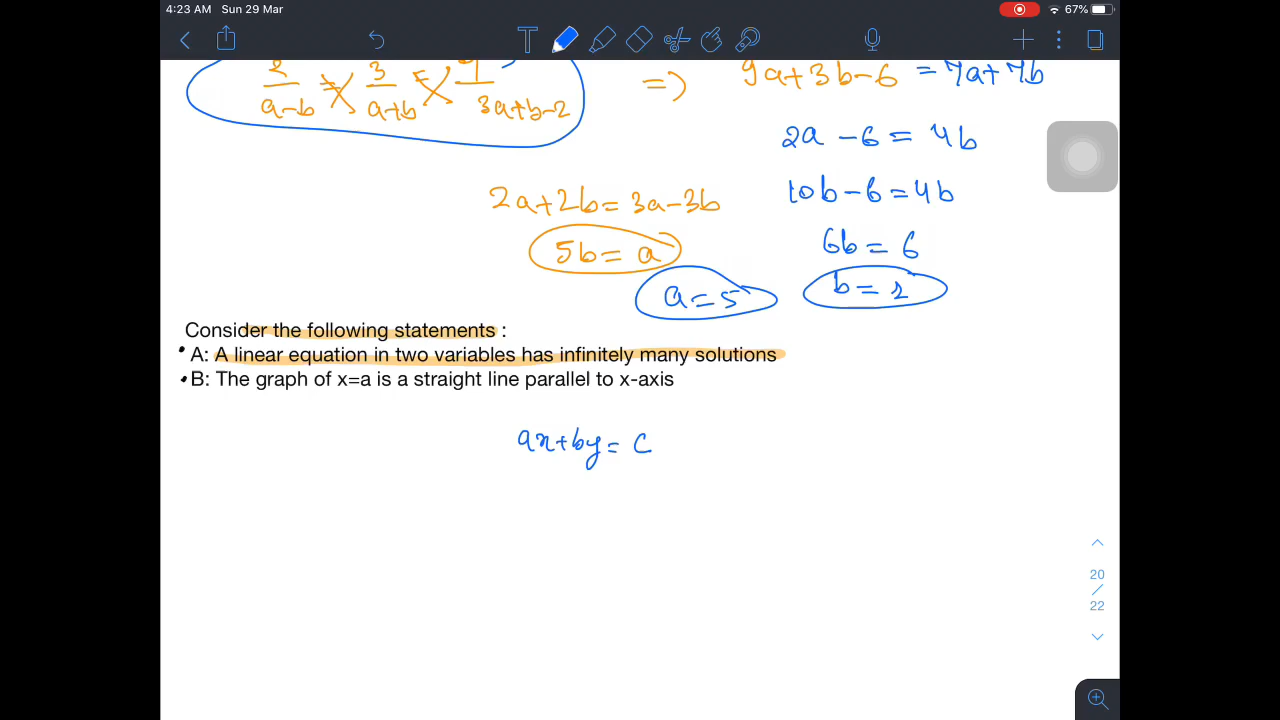 4:23 AM Sun 29 Mar
67%
2 3
a-b = a+b = 3a+b-2
=) 9a+3b-6 = 7a+7b
2a -6 = 4b
10b-6 = 4b
2a+2b = 3a-3b
6b = 6
5b = a
a = 5
Consider the following statements :
A: A linear equation in two variables has infinitely many solutions
B: The graph of x=a is a straight line parallel to x-axis
ax+by = c
20
/
22